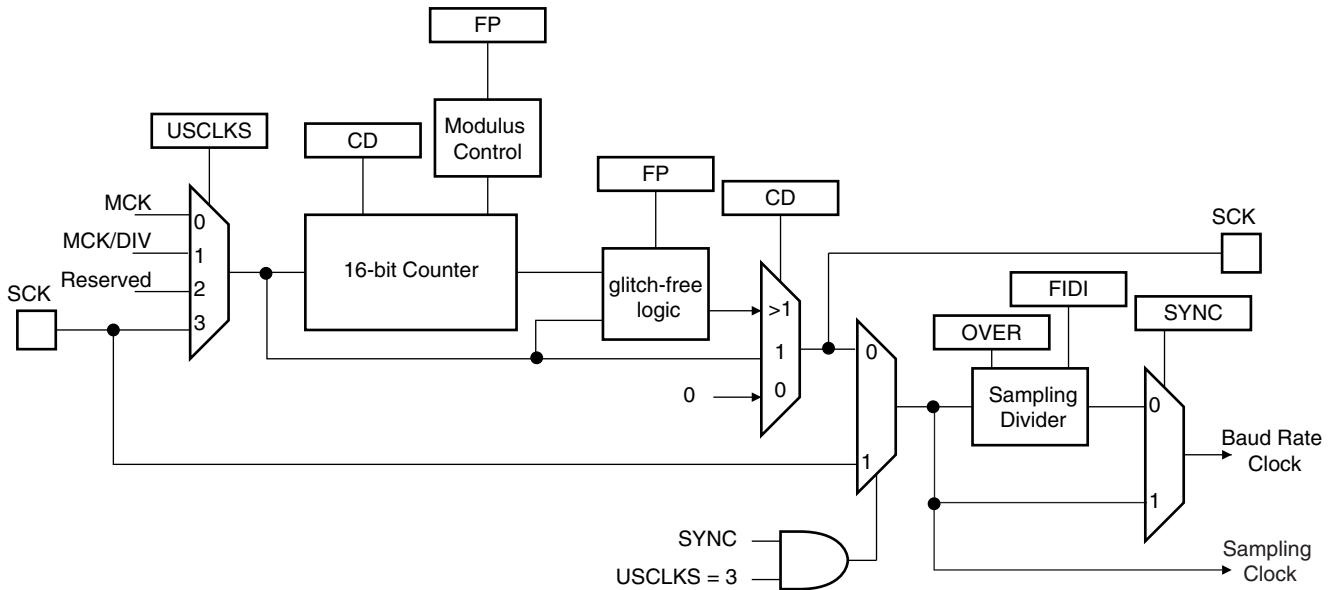 FP
USCLKS
CD
Modulus
Control
FP
CD
MCK
0
MCK/DIV
1
Reserved
2
SCK
3
16-bit Counter
glitch-free
logic
>1
1
0
0
SCK
FIDI
OVER
SYNC
0
1
Sampling
Divider
0
1
Baud Rate
Clock
SYNC
USCLKS = 3
Sampling
Clock